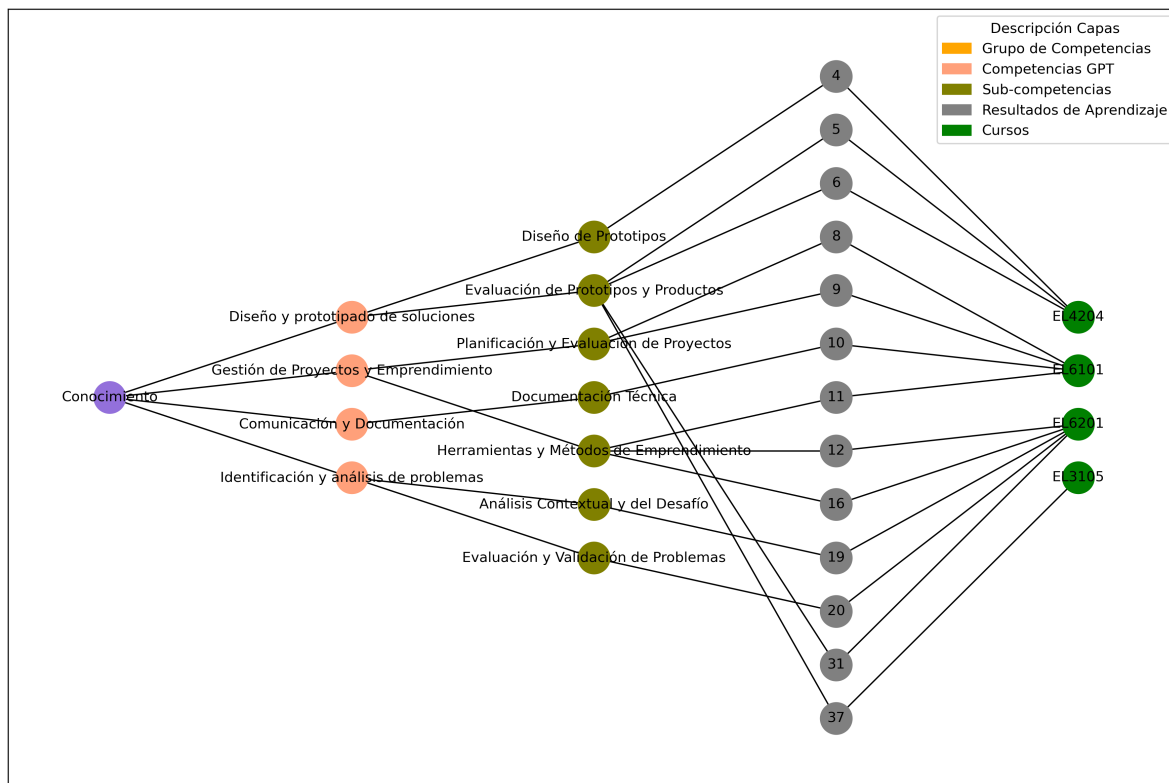 Descripción Capas
Grupo de Competencias
Competencias GPT
Sub-competencias
Resultados de Aprendizaje
Cursos
Conocimiento
Diseño y prototipado de soluciones
Gestión de Proyectos y Emprendimiento
Comunicación y Documentación
Identificación y análisis de problemas
Diseño de Prototipos
Evaluación de Prototipos y Productos
Planificación y Evaluación de Proyectos
Documentación Técnica
Herramientas y Métodos de Emprendimiento
Análisis Contextual y del Desafío
Evaluación y Validación de Problemas
4
5
6
8
9
10
11
12
16
19
20
31
37
EL4204
EL6101
EL6201
EL3105